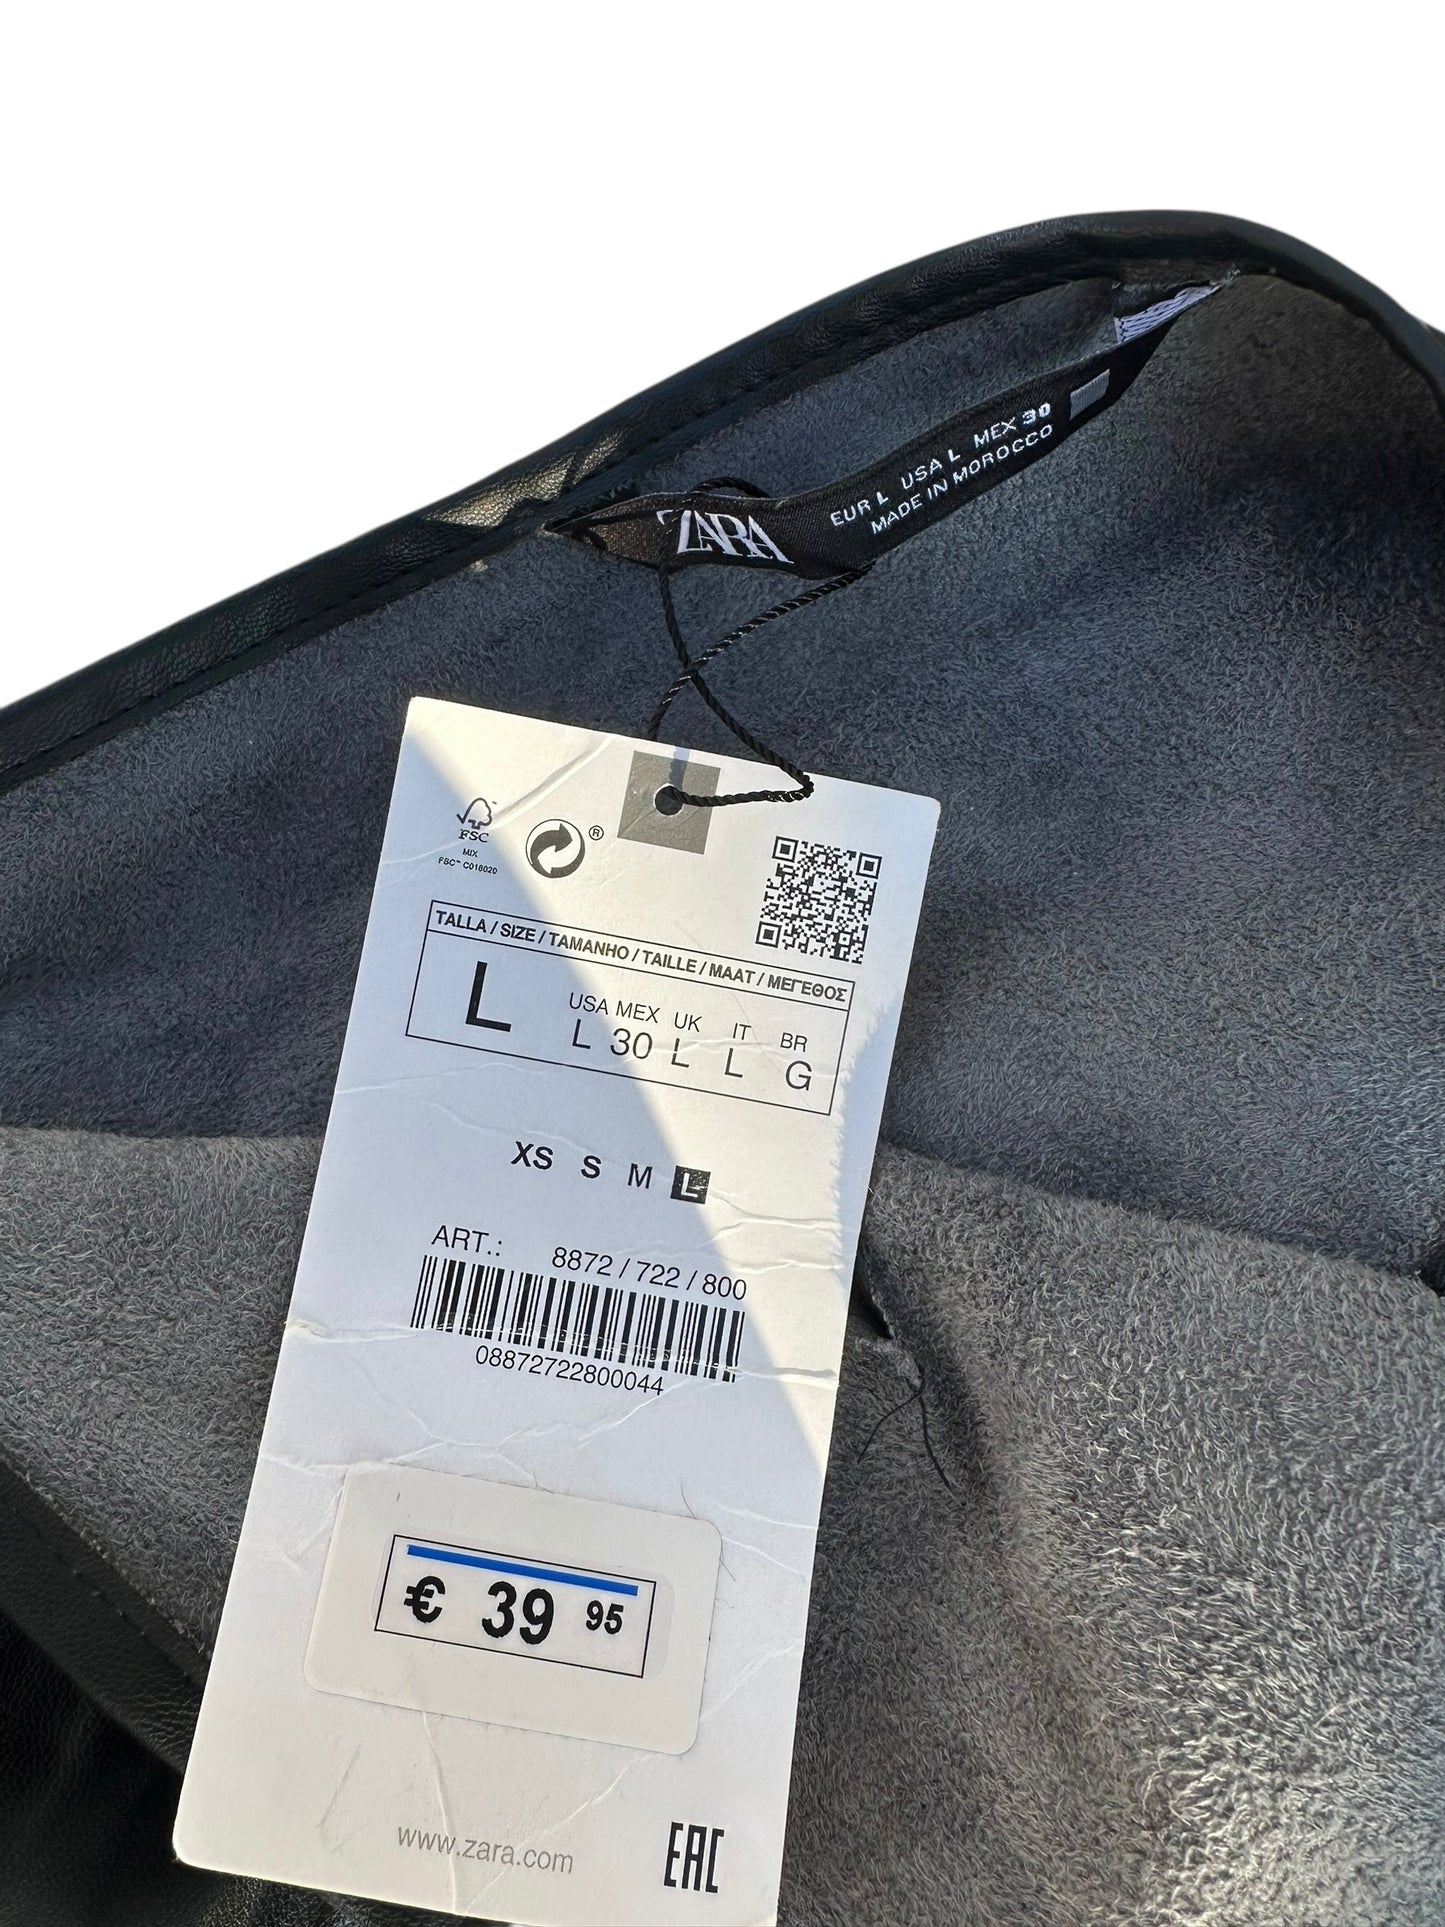 ZARA
EUR L USA L MEX 30
MADE IN MOROCCO
FSC
MIX
FSC™ C018020
®
TALLA / SIZE / TAMANHO / TAILLE / MAAT / ΜΕΓΕΘΟΣ
L
USA MEX UK IT BR
L 30 L L G
XS S M L
ART.: 8872 / 722 / 800
08872722800044
€ 39 95
www.zara.com
EAC